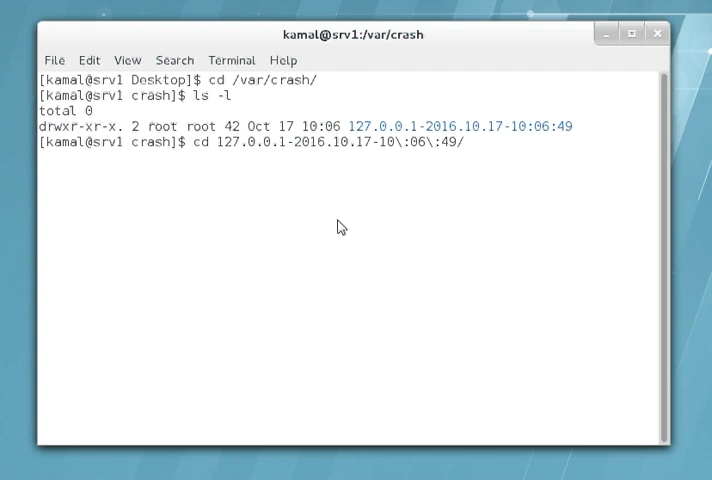 kamal@srv1:/var/crash
File Edit View Search Terminal Help
[kamal@srv1 Desktop]$ cd /var/crash/
[kamal@srv1 crash]$ ls -l
total 0
drwxr-xr-x. 2 root root 42 Oct 17 10:06 127.0.0.1-2016.10.17-10:06:49
[kamal@srv1 crash]$ cd 127.0.0.1-2016.10.17-10\:06\:49/